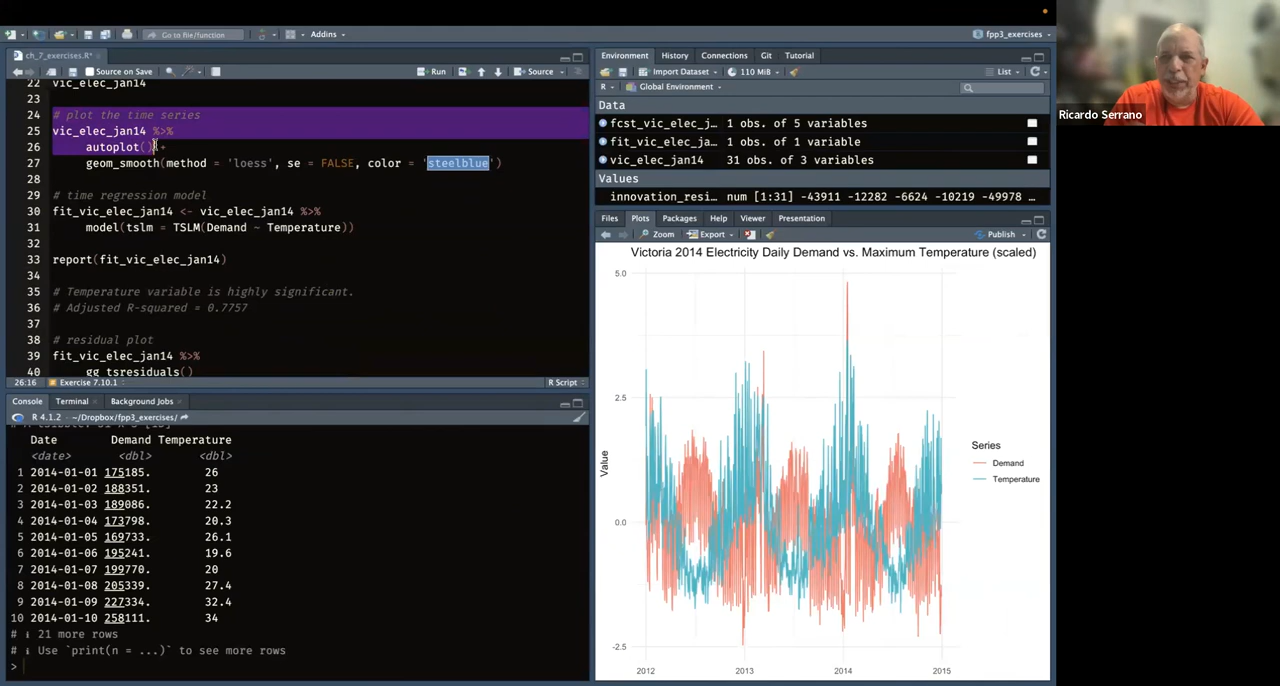 Go to file/function
Addins
fpp3_exercises
ch_7_exercises.R*
Source on Save
Run
Source
22 vic_elec_jan14
23
24 # plot the time series
25 vic_elec_jan14 %>%
26 autoplot() +
27 geom_smooth(method = 'loess', se = FALSE, color = 'steelblue')
28
29 # time regression model
30 fit_vic_elec_jan14 <- vic_elec_jan14 %>%
31 model(tslm = TSLM(Demand ~ Temperature))
32
33 report(fit_vic_elec_jan14)
34
35 # Temperature variable is highly significant.
36 # Adjusted R-squared = 0.7757
37
38 # residual plot
39 fit_vic_elec_jan14 %>%
40 gg_tsresiduals()
26:16 Exercise 7.10.1 R Script
Console Terminal Background Jobs
R 4.1.2 · ~/Dropbox/fpp3_exercises/
Date Demand Temperature
<date> <dbl> <dbl>
1 2014-01-01 175185. 26
2 2014-01-02 188351. 23
3 2014-01-03 189086. 22.2
4 2014-01-04 173798. 20.3
5 2014-01-05 169733. 26.1
6 2014-01-06 195241. 19.6
7 2014-01-07 199770. 20
8 2014-01-08 205339. 27.4
9 2014-01-09 227334. 32.4
10 2014-01-10 258111. 34
# ℹ 21 more rows
# ℹ Use `print(n = ...)` to see more rows
>
Environment History Connections Git Tutorial
Import Dataset 110 MiB List
R Global Environment
Data
fcst_vic_elec_j… 1 obs. of 5 variables
fit_vic_elec_ja… 1 obs. of 1 variable
vic_elec_jan14 31 obs. of 3 variables
Values
innovation_resi… num [1:31] -43911 -12282 -6624 -10219 -49978 …
Files Plots Packages Help Viewer Presentation
Zoom Export Publish
Victoria 2014 Electricity Daily Demand vs. Maximum Temperature (scaled)
5.0
2.5
0.0
-2.5
Value
2012 2013 2014 2015
Series
Demand
Temperature
Ricardo Serrano